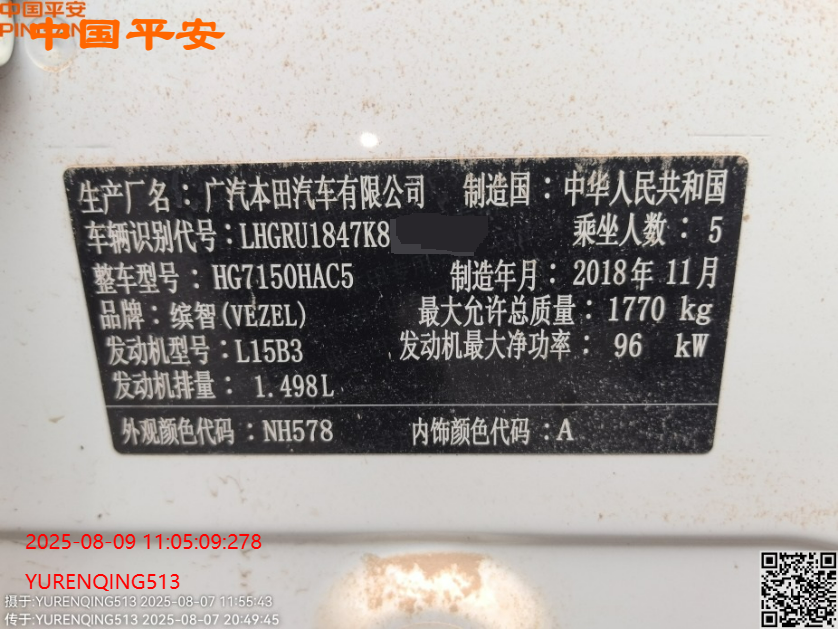 中国平安
PIN
中国平安
生产厂名：广汽本田汽车有限公司 制造国：中华人民共和国
车辆识别代号：LHGRU1847K8 乘坐人数：5
整车型号：HG7150HAC5 制造年月：2018年11月
品牌：缤智(VEZEL) 最大允许总质量：1770 kg
发动机型号：L15B3 发动机最大净功率：96 kW
发动机排量：1.498L
外观颜色代码：NH578 内饰颜色代码：A
2025-08-09 11:05:09:278
YURENQING513
摄于:YURENQING513 2025-08-07 11:55:43
传于:YURENQING513 2025-08-07 20:49:45